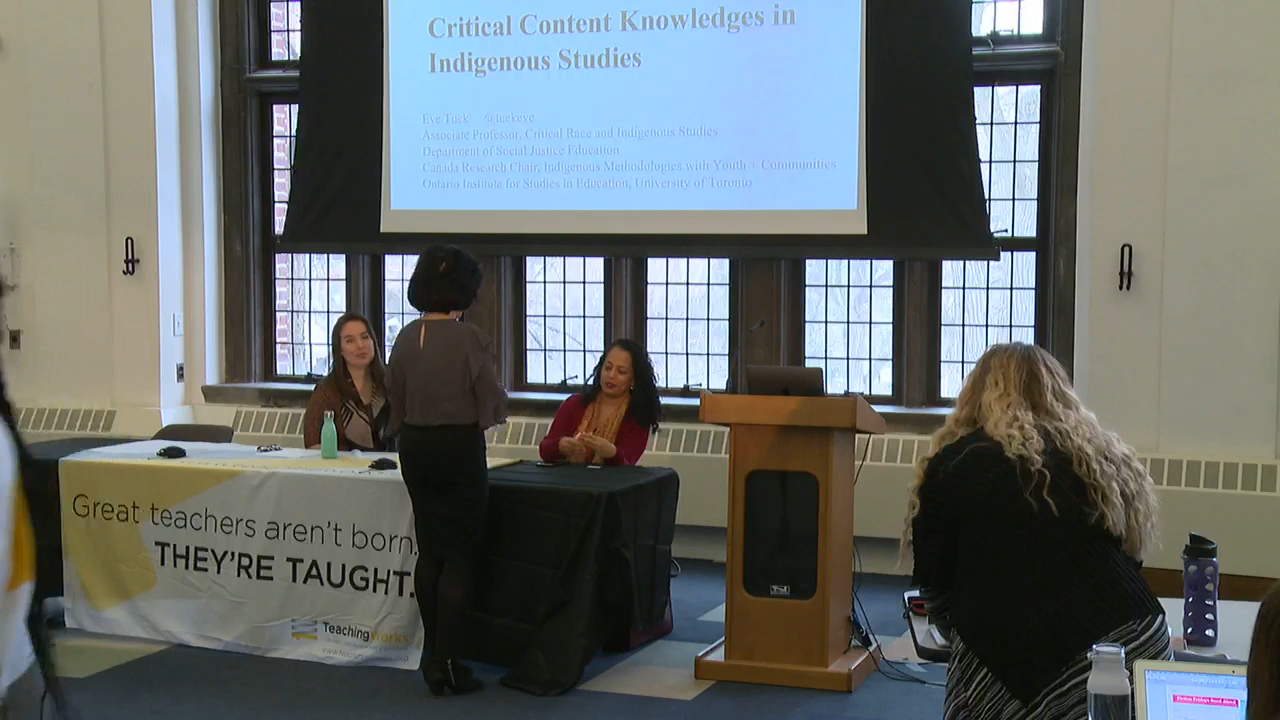 Critical Content Knowledges in
Indigenous Studies
Eve Tuck @tuckeve
Associate Professor, Critical Race and Indigenous Studies
Department of Social Justice Education
Canada Research Chair, Indigenous Methodologies with Youth + Communities
Ontario Institute for Studies in Education, University of Toronto
Great teachers aren't born.
THEY'RE TAUGHT.
TeachingWorks